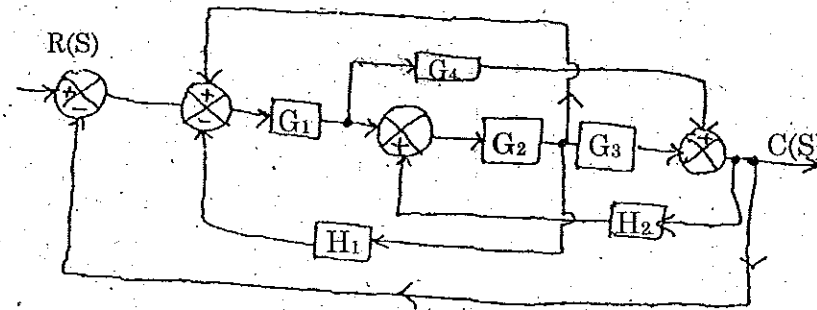 R(S)
G4
+
+
+
G1
+
G2
G3
C(S)
-
-
H1
H2